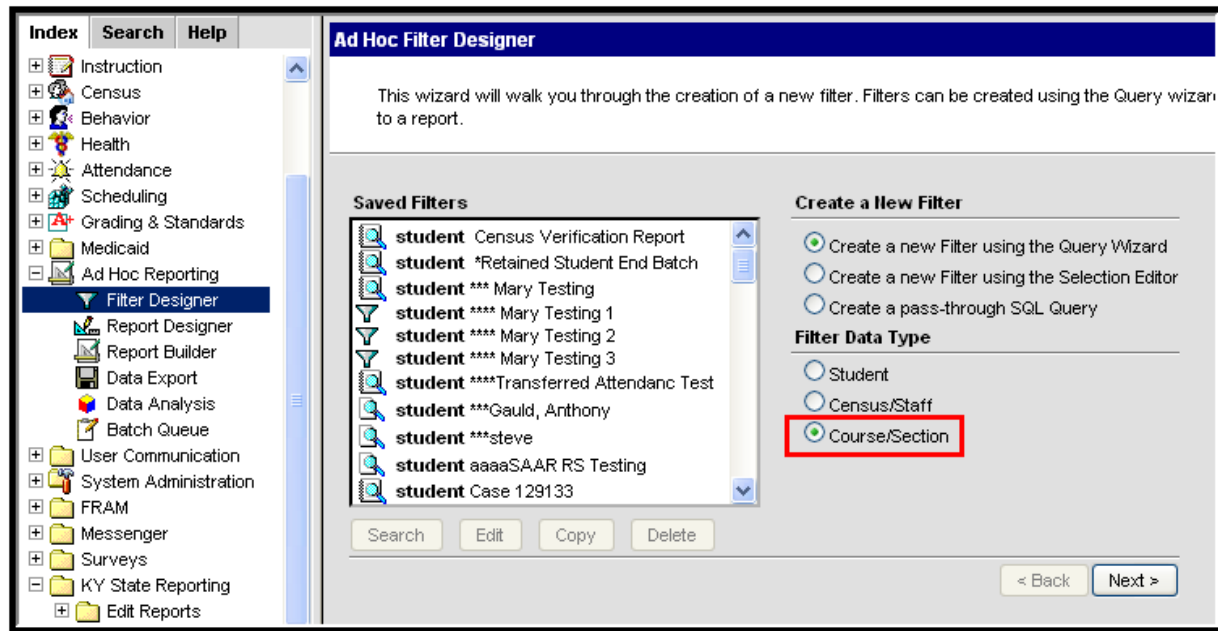 Index Search Help
Instruction
Census
Behavior
Health
Attendance
Scheduling
Grading & Standards
Medicaid
Ad Hoc Reporting
Filter Designer
Report Designer
Report Builder
Data Export
Data Analysis
Batch Queue
User Communication
System Administration
FRAM
Messenger
Surveys
KY State Reporting
Edit Reports
Ad Hoc Filter Designer
This wizard will walk you through the creation of a new filter. Filters can be created using the Query wizar
to a report.
Saved Filters
student Census Verification Report
student *Retained Student End Batch
student *** Mary Testing
student **** Mary Testing 1
student **** Mary Testing 2
student **** Mary Testing 3
student ****Transferred Attendanc Test
student ***Gauld, Anthony
student ***steve
student aaaaSAAR RS Testing
student Case 129133
Search Edit Copy Delete
Create a New Filter
Create a new Filter using the Query Wizard
Create a new Filter using the Selection Editor
Create a pass-through SQL Query
Filter Data Type
Student
Census/Staff
Course/Section
< Back Next >